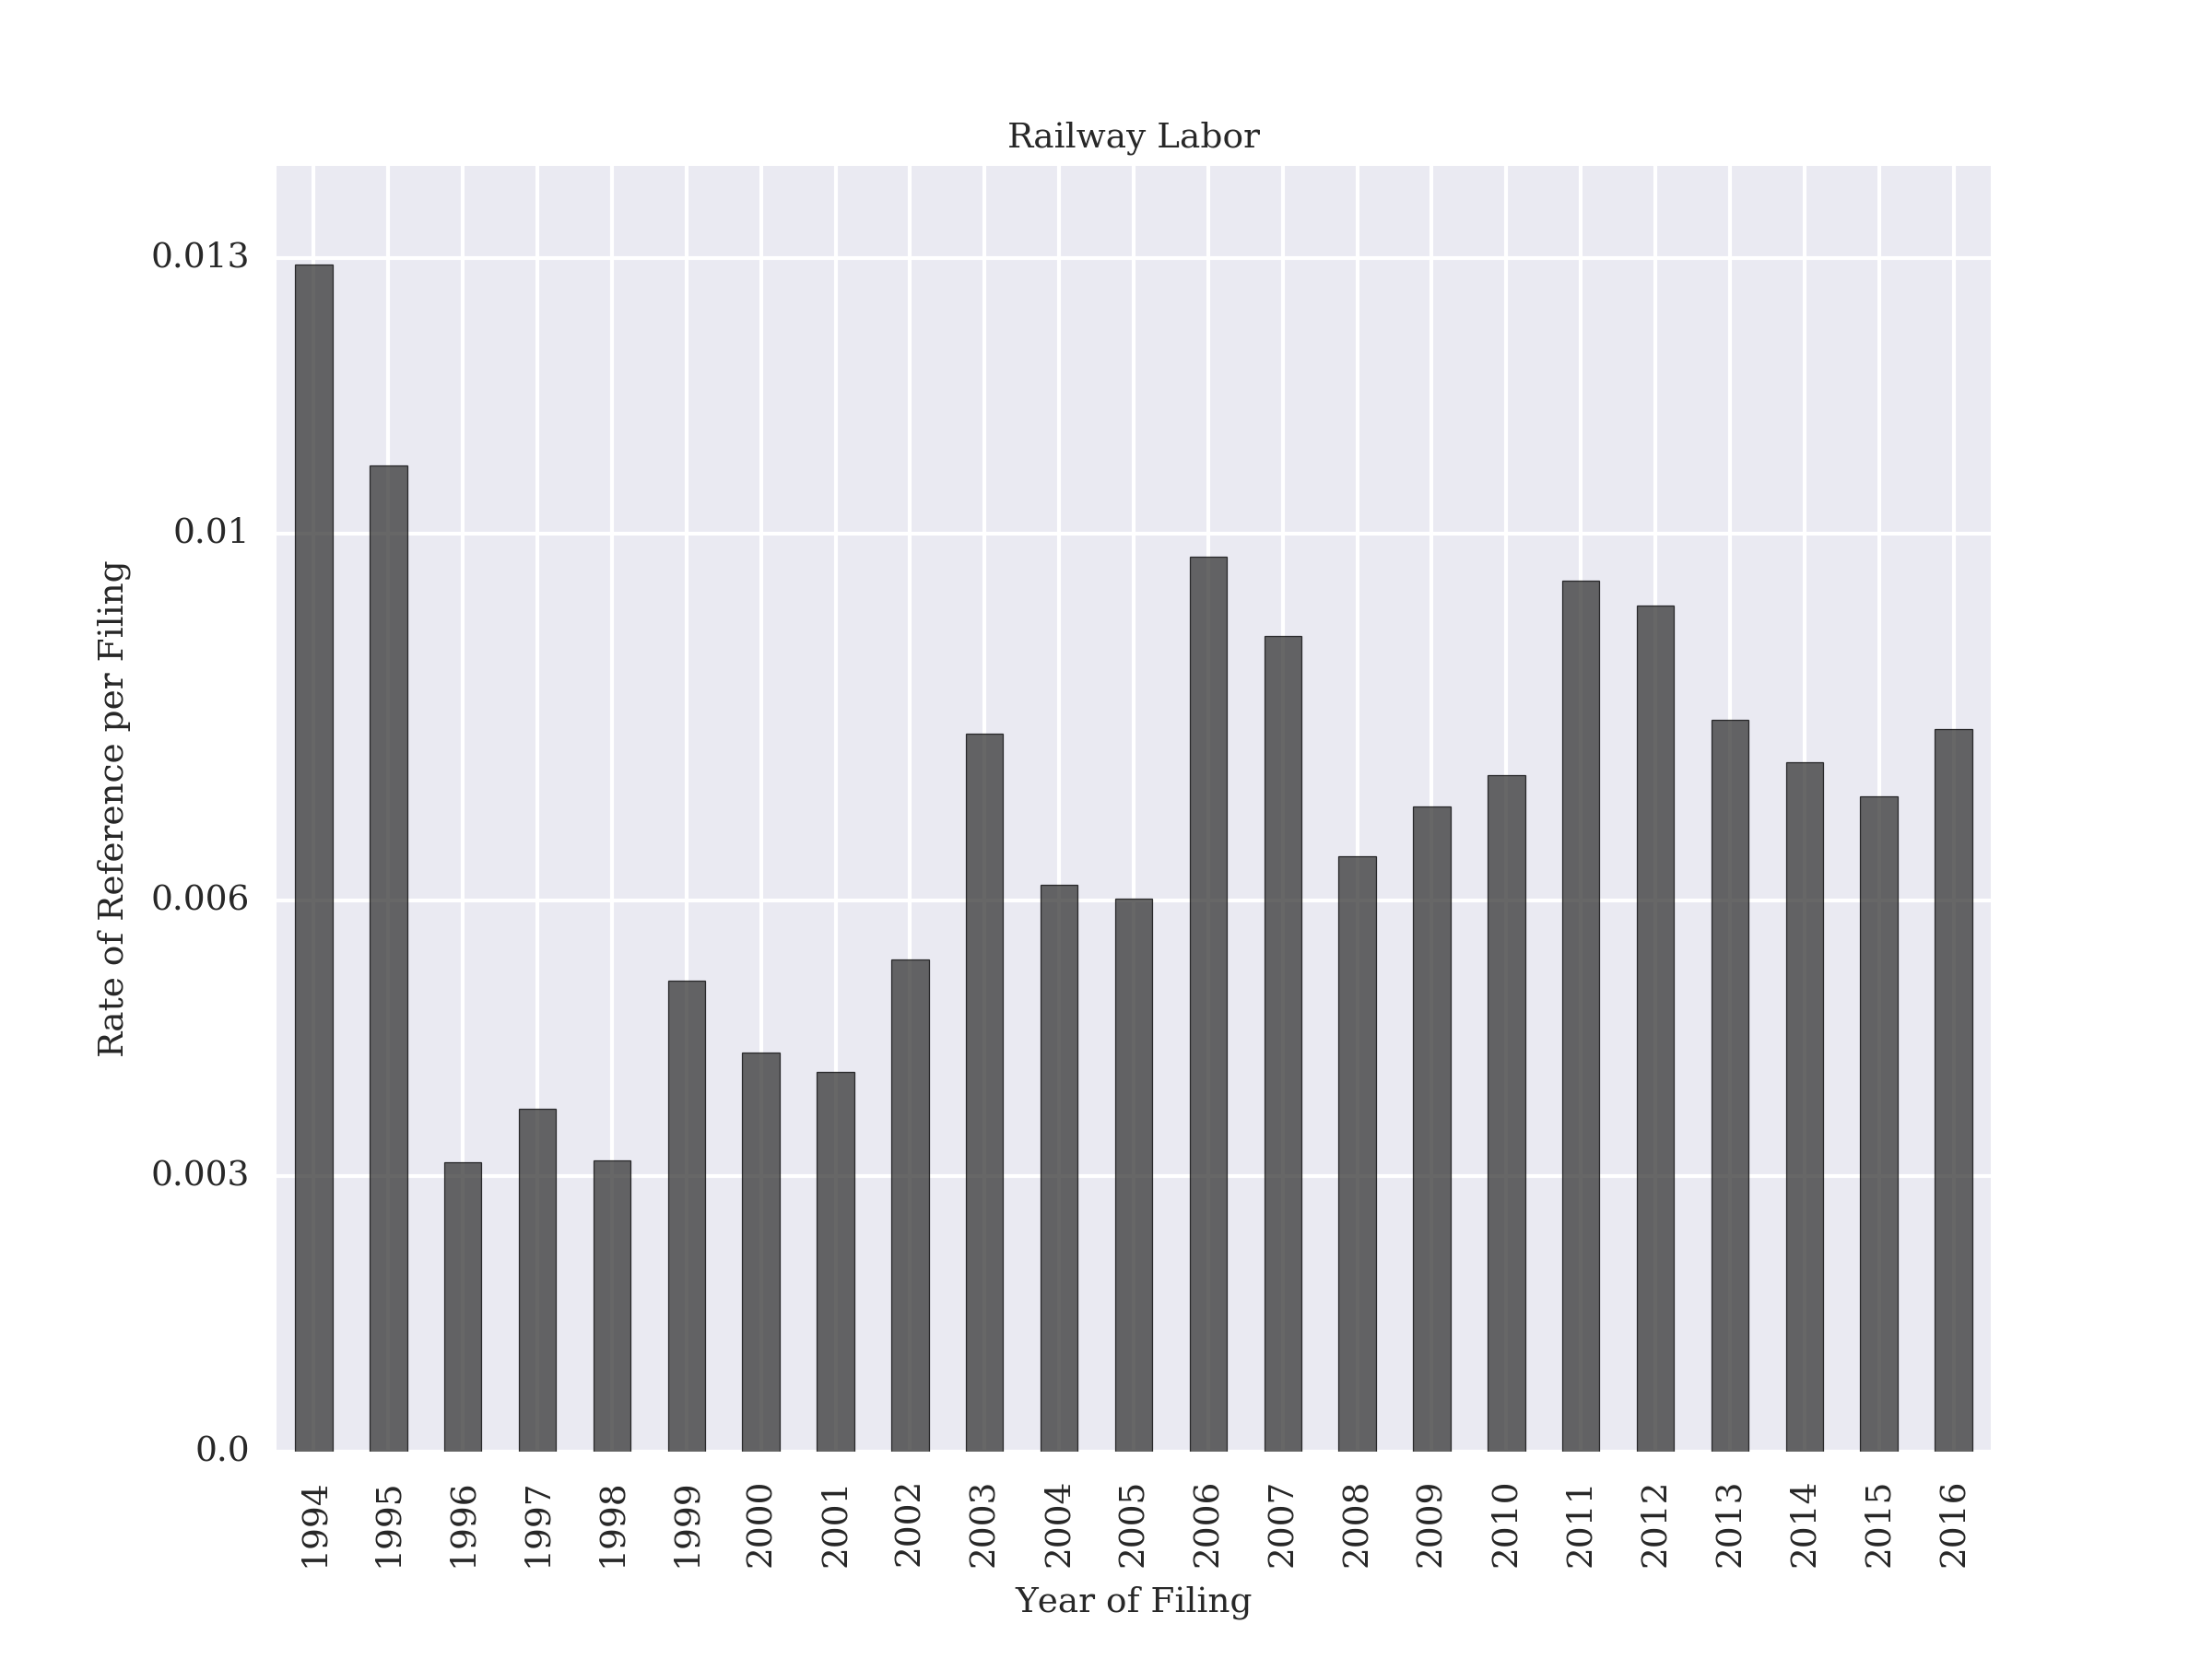 Railway Labor
Rate of Reference per Filing
0.013
0.01
0.006
0.003
0.0
1994 1995 1996 1997 1998 1999 2000 2001 2002 2003 2004 2005 2006 2007 2008 2009 2010 2011 2012 2013 2014 2015 2016
Year of Filing